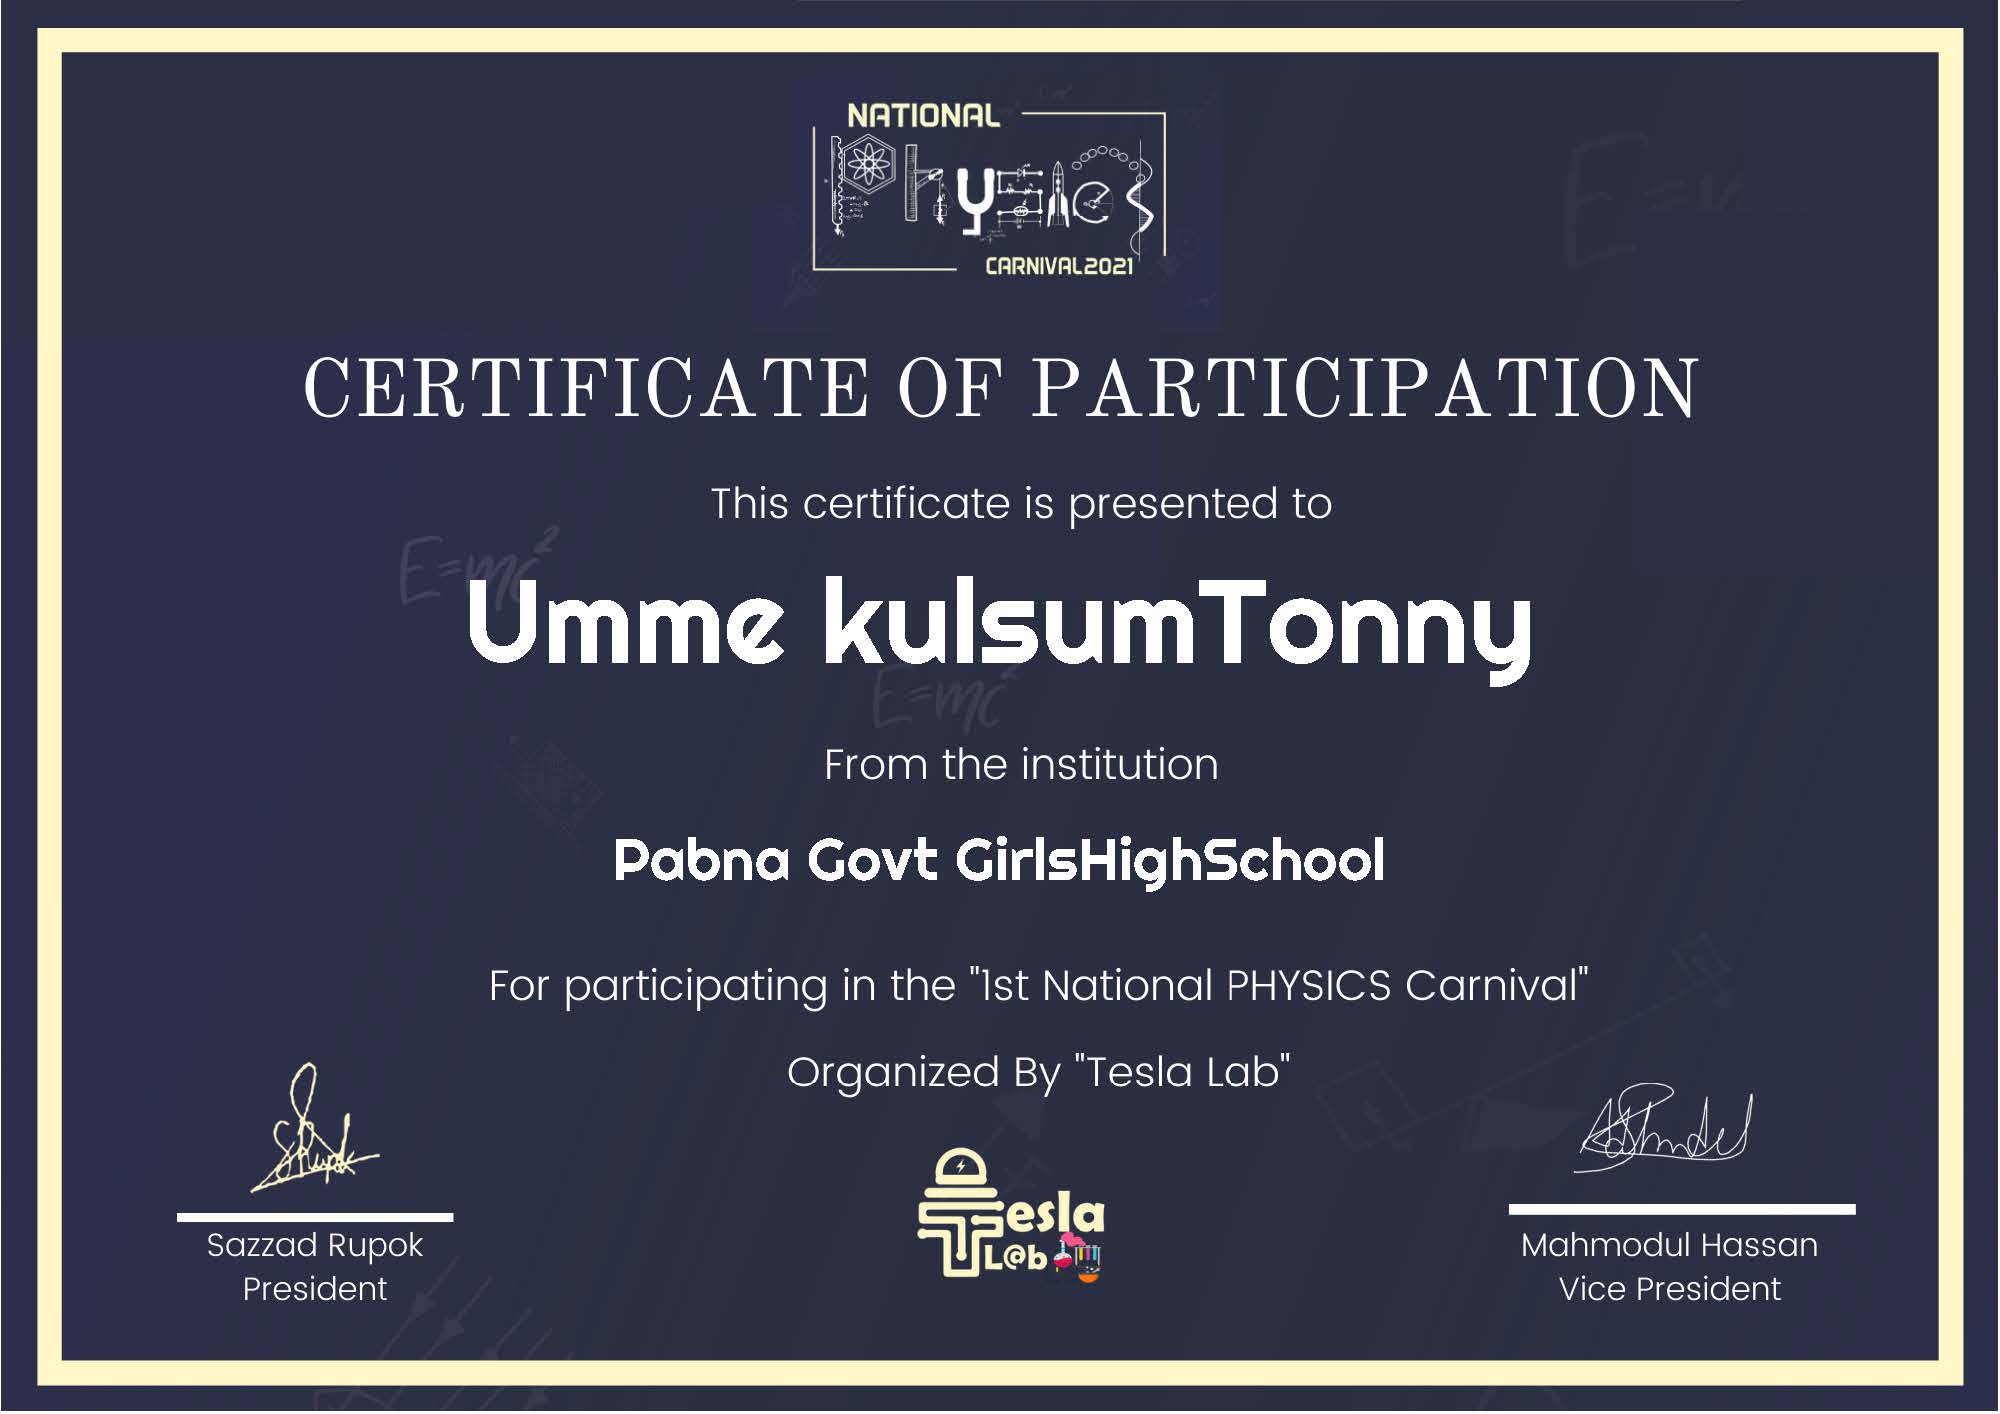 NATIONAL
Physics
CARNIVAL2021
CERTIFICATE OF PARTICIPATION
This certificate is presented to
E=mc²
Umme kulsumTonny
E=mc²
From the institution
Pabna Govt GirlsHighSchool
For participating in the "1st National PHYSICS Carnival"
Organized By "Tesla Lab"
Tesla
L@b
Sazzad Rupok
President
Mahmodul Hassan
Vice President